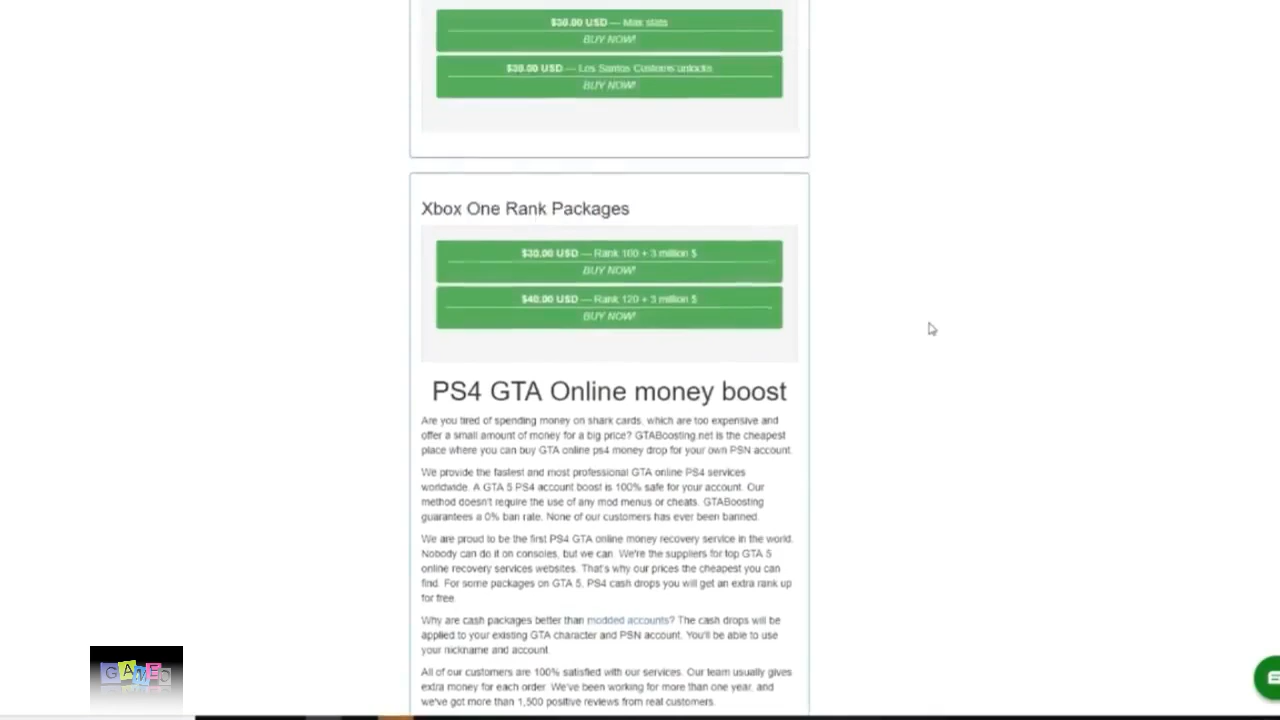 $30.00 USD — Max stats
BUY NOW!
$30.00 USD — Los Santos Customs unlocks
BUY NOW!
Xbox One Rank Packages
$30.00 USD — Rank 100 + 3 million $
BUY NOW!
$40.00 USD — Rank 120 + 3 million $
BUY NOW!
PS4 GTA Online money boost
Are you tired of spending money on shark cards, which are too expensive and
offer a small amount of money for a big price? GTABoosting.net is the cheapest
place where you can buy GTA online ps4 money drop for your own PSN account.
We provide the fastest and most professional GTA online PS4 services
worldwide. A GTA 5 PS4 account boost is 100% safe for your account. Our
method doesn't require the use of any mod menus or cheats. GTABoosting
guarantees a 0% ban rate. None of our customers has ever been banned.
We are proud to be the first PS4 GTA online money recovery service in the world.
Nobody can do it on consoles, but we can. We're the suppliers for top GTA 5
online recovery services websites. That's why our prices the cheapest you can
find. For some packages on GTA 5, PS4 cash drops you will get an extra rank up
for free.
Why are cash packages better than modded accounts? The cash drops will be
applied to your existing GTA character and PSN account. You'll be able to use
your nickname and account.
All of our customers are 100% satisfied with our services. Our team usually gives
extra money for each order. We've been working for more than one year, and
we've got more than 1,500 positive reviews from real customers.